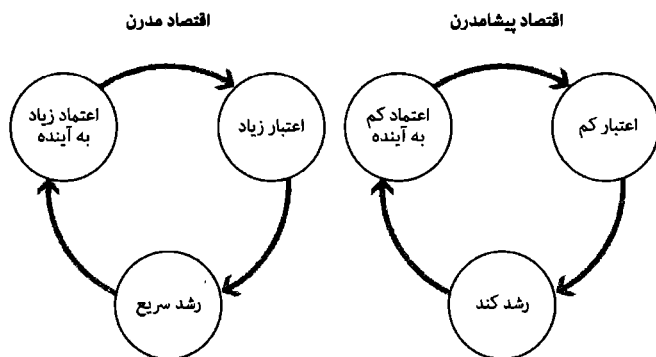 اقتصاد پیشامدرن
اعتماد کم
به آینده
اعتبار کم
رشد کند
اقتصاد مدرن
اعتماد زیاد
به آینده
اعتبار زیاد
رشد سریع